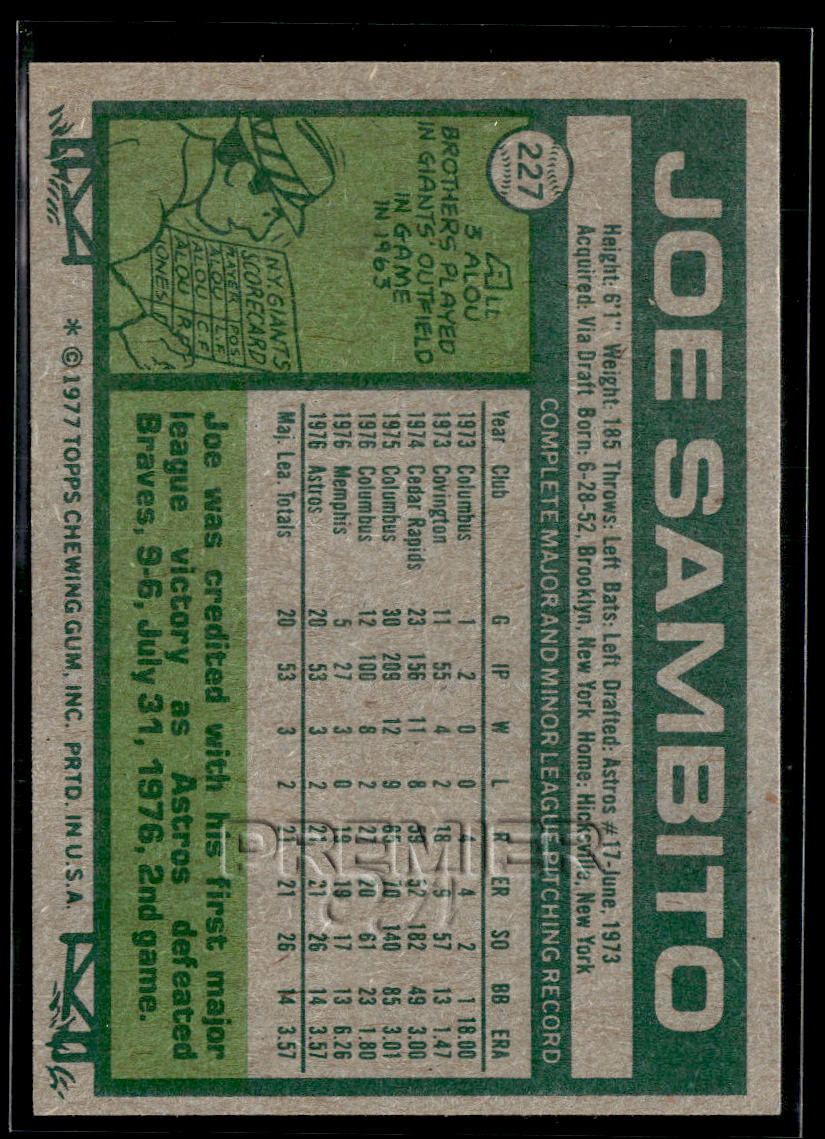 JOE SAMBITO
227
Height: 6'1" Weight: 185 Throws: Left Bats: Left Drafted: Astros #17-June, 1973
Acquired: Via Draft Born: 6-28-52, Brooklyn, New York Home: Hicksville, New York
COMPLETE MAJOR AND MINOR LEAGUE PITCHING RECORD
Year Club G IP W L R ER SO BB ERA
1973 Columbus 1 2 0 0 4 4 2 1 18.00
1973 Covington 11 55 4 2 18 9 57 13 1.47
1974 Cedar Rapids 23 156 11 8 59 52 182 49 3.00
1975 Columbus 30 209 12 9 65 70 140 85 3.01
1976 Columbus 12 100 8 2 27 20 61 23 1.80
1976 Memphis 5 27 3 0 19 19 17 13 6.26
1976 Astros 20 53 3 2 21 21 26 14 3.57
Maj. Lea. Totals 20 53 3 2 21 21 26 14 3.57
ALL
3 ALOU
BROTHERS PLAYED
IN GIANTS' OUTFIELD
IN GAME
IN 1963
N.Y. GIANTS
SCORECARD
PLAYER POS
ALOU L.F.
ALOU C.F.
ALOU R.F.
JONES
Joe was credited with his first major
league victory as Astros defeated
Braves, 9-6, July 31, 1976, 2nd game.
* © 1977 TOPPS CHEWING GUM, INC. PRTD. IN U.S.A.
PREMIER